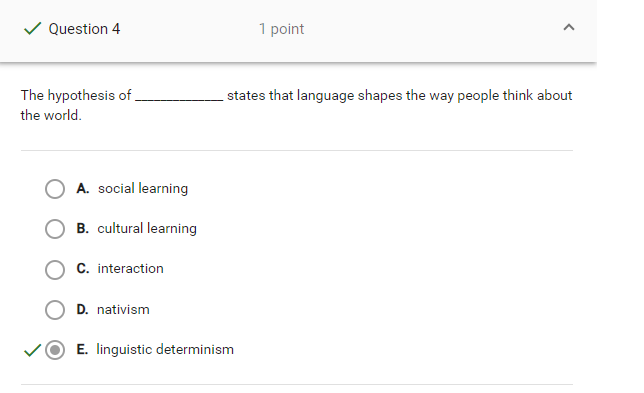 Question 4 1 point
The hypothesis of ____________ states that language shapes the way people think about
the world.
A. social learning
B. cultural learning
C. interaction
D. nativism
E. linguistic determinism